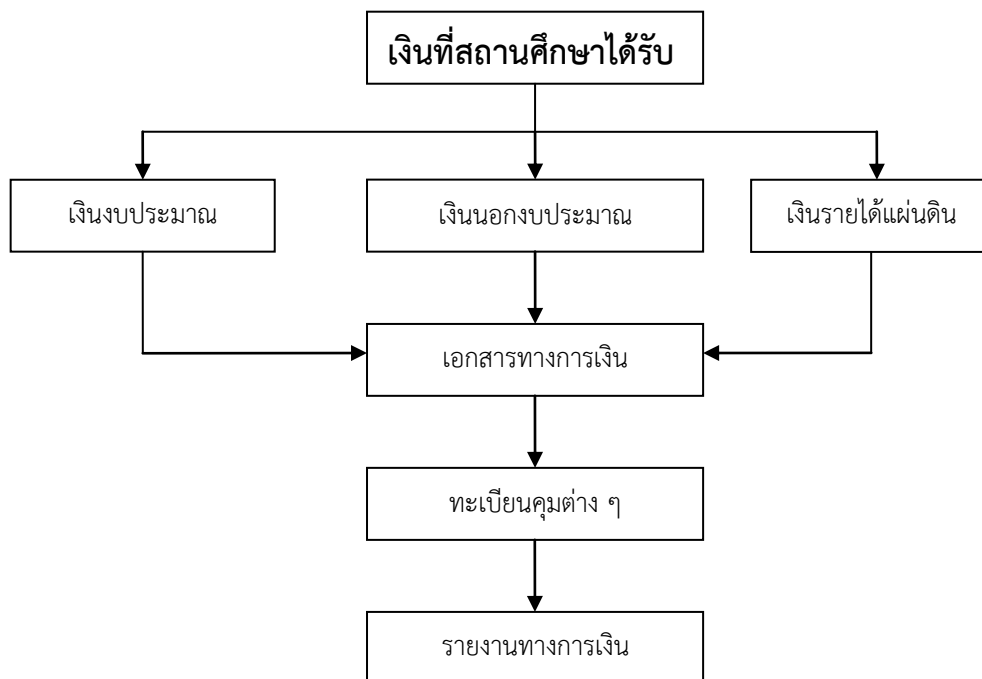 เงินที่สถานศึกษาได้รับ
เงินงบประมาณ
เงินนอกงบประมาณ
เงินรายได้แผ่นดิน
เอกสารทางการเงิน
ทะเบียนคุมต่าง ๆ
รายงานทางการเงิน